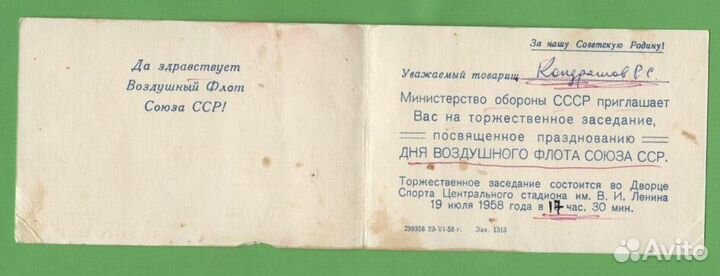 Да здравствует
Воздушный Флот
Союза ССР!
За нашу Советскую Родину!
Уважаемый товарищ Кондрашов В С
Министерство обороны СССР приглашает
Вас на торжественное заседание,
посвященное празднованию
ДНЯ ВОЗДУШНОГО ФЛОТА СОЮЗА ССР.
Торжественное заседание состоится во Дворце
Спорта Центрального стадиона им. В. И. Ленина
19 июля 1958 года в 17 час. 30 мин.
299358 23-VI-58 г. Зак. 1313
Avito